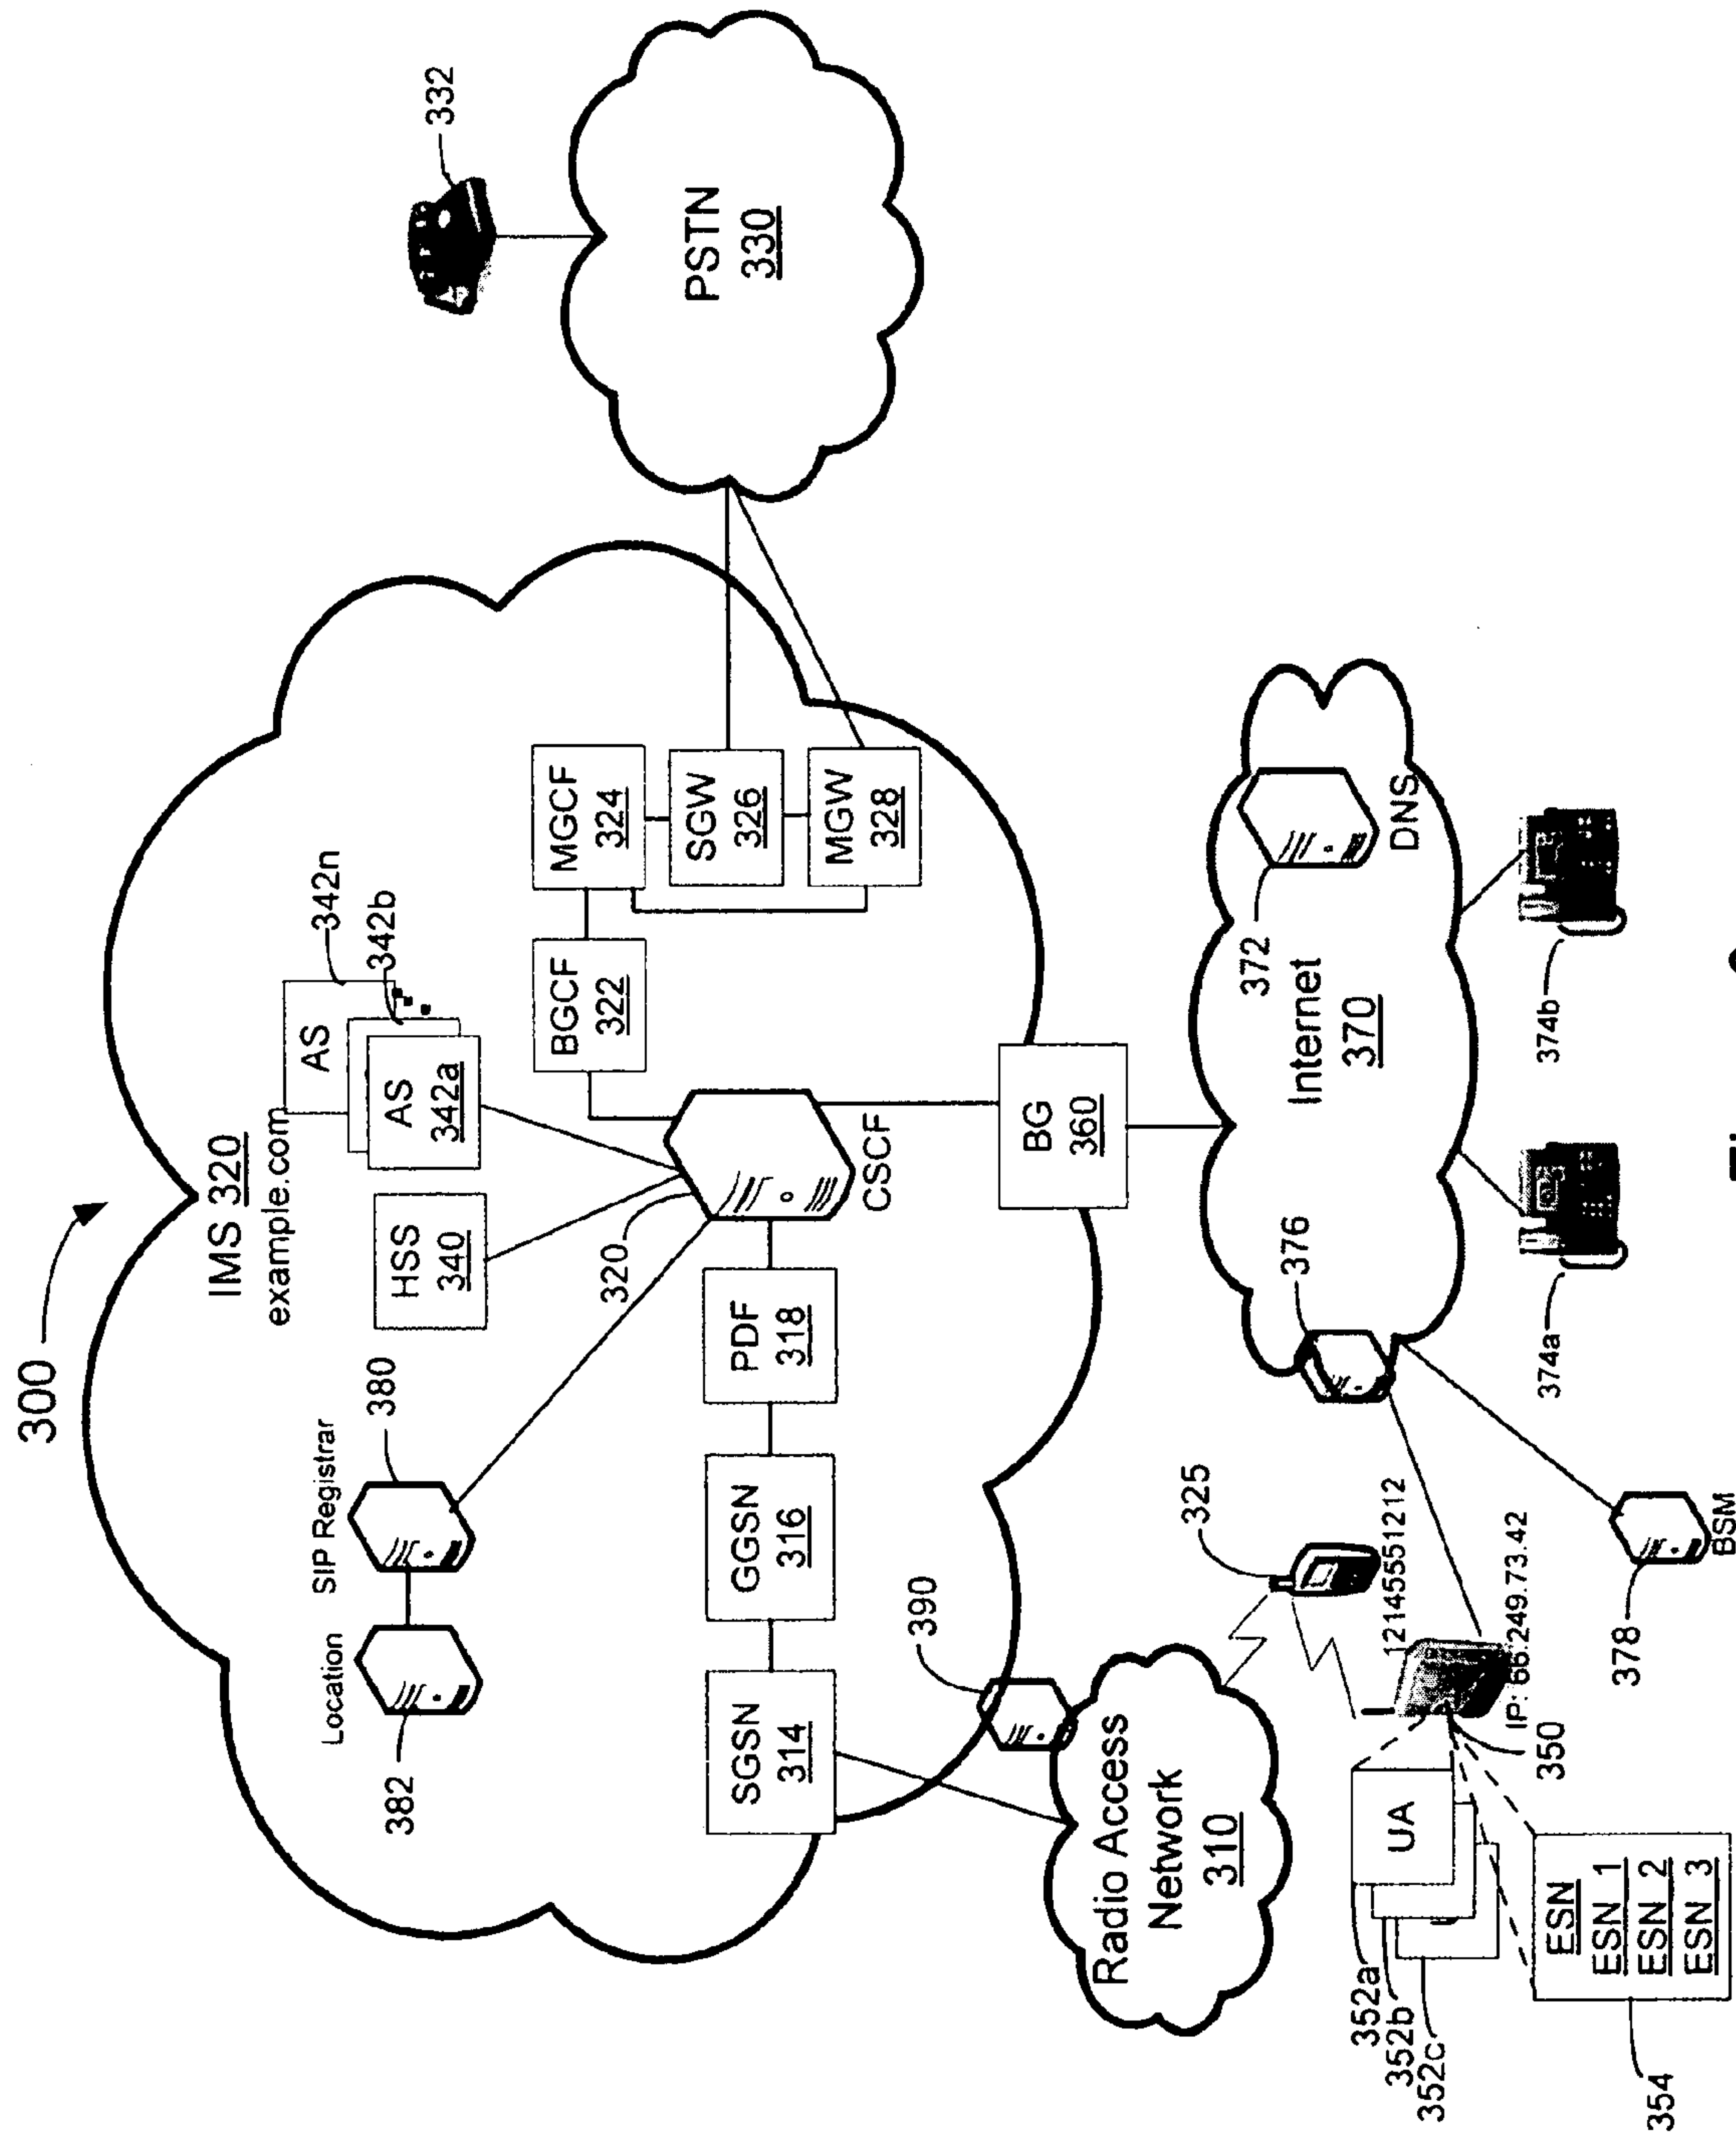 300
IMS 320
example.com
Location
382
SIP Registrar
380
HSS
340
AS
342a
AS
342n
342b
332
SGSN
314
GGSN
316
PDF
318
320
CSCF
BGCF
322
MGCF
324
SGW
326
MGW
328
PSTN
330
390
BG
360
Radio Access
Network
310
325
12145551212
IP: 66.249.73.42
350
376
Internet
370
372
DNS
UA
352a
352b
352c
ESN
ESN 1
ESN 2
ESN 3
354
378
BSM
374a
374b